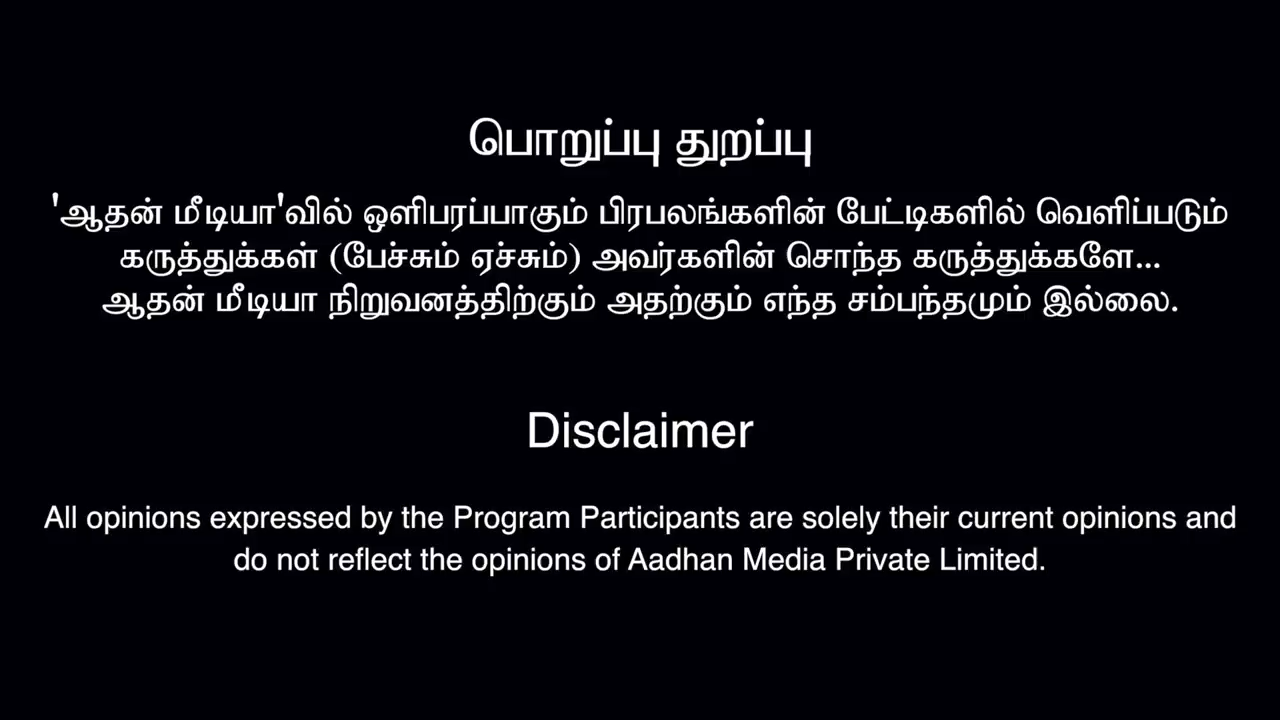 பொறுப்பு துறப்பு
'ஆதன் மீடியா'வில் ஒளிபரப்பாகும் பிரபலங்களின் பேட்டிகளில் வெளிப்படும்
கருத்துக்கள் (பேச்சும் ஏச்சும்) அவர்களின் சொந்த கருத்துக்களே...
ஆதன் மீடியா நிறுவனத்திற்கும் அதற்கும் எந்த சம்பந்தமும் இல்லை.
Disclaimer
All opinions expressed by the Program Participants are solely their current opinions and
do not reflect the opinions of Aadhan Media Private Limited.